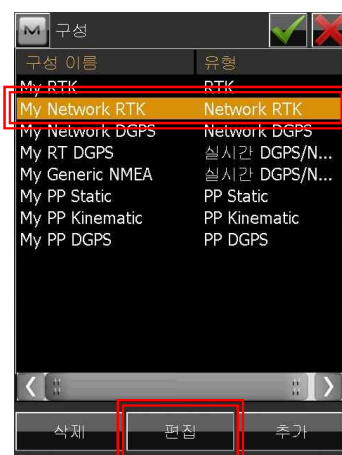 구성
구성 이름 유형
My RTK RTK
My Network RTK Network RTK
My Network DGPS Network DGPS
My RT DGPS 실시간 DGPS/N...
My Generic NMEA 실시간 DGPS/N...
My PP Static PP Static
My PP Kinematic PP Kinematic
My PP DGPS PP DGPS
삭제 편집 추가